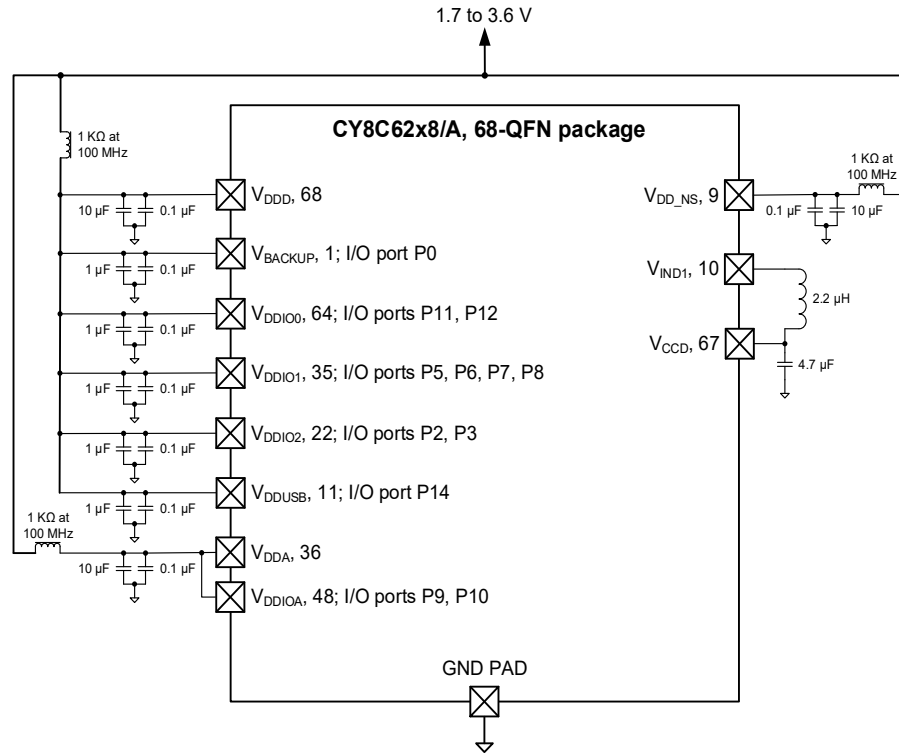 1.7 to 3.6 V
CY8C62x8/A, 68-QFN package
1 KΩ at
100 MHz
1 KΩ at
100 MHz
VDDD, 68
10 µF
0.1 µF
VDD_NS, 9
0.1 µF
10 µF
VBACKUP, 1; I/O port P0
1 µF
0.1 µF
VIND1, 10
2.2 µH
VDDIO0, 64; I/O ports P11, P12
1 µF
0.1 µF
VCCD, 67
4.7 µF
VDDIO1, 35; I/O ports P5, P6, P7, P8
1 µF
0.1 µF
VDDIO2, 22; I/O ports P2, P3
1 µF
0.1 µF
VDDUSB, 11; I/O port P14
1 µF
0.1 µF
1 KΩ at
100 MHz
VDDA, 36
10 µF
0.1 µF
VDDIOA, 48; I/O ports P9, P10
GND PAD